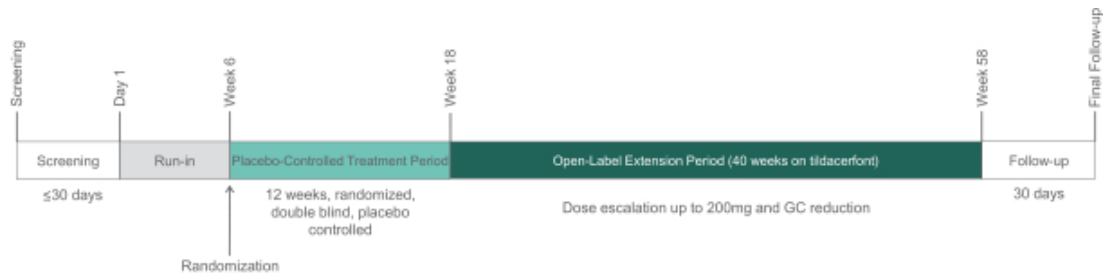 Screening
Day 1
Week 6
Week 18
Week 58
Final Follow-up
Screening
Run-in
Placebo-Controlled Treatment Period
Open-Label Extension Period (40 weeks on tildacerfont)
Follow-up
≤30 days
12 weeks, randomized,
double blind, placebo
controlled
Dose escalation up to 200mg and GC reduction
30 days
Randomization